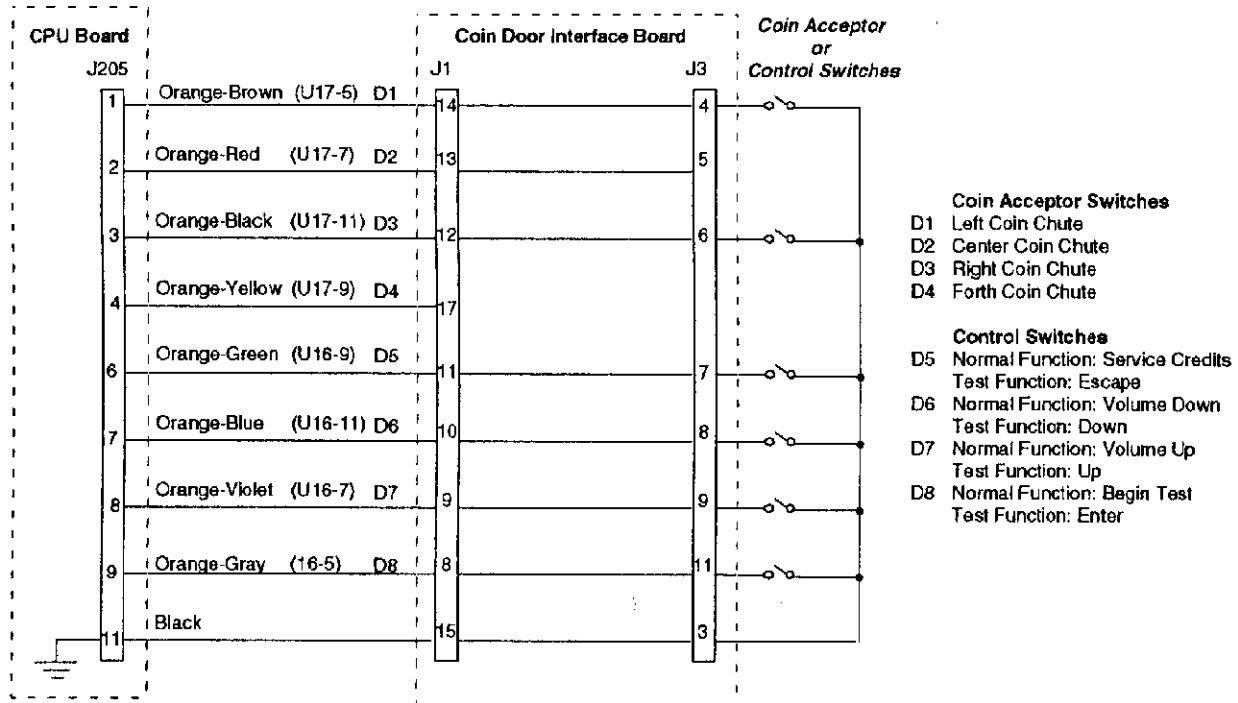 CPU Board
Coin Door Interface Board
Coin Acceptor
or
Control Switches
J205
J1
J3
1 Orange-Brown (U17-5) D1 14 4
2 Orange-Red (U17-7) D2 13 5
3 Orange-Black (U17-11) D3 12 6
4 Orange-Yellow (U17-9) D4 17
6 Orange-Green (U16-9) D5 11 7
7 Orange-Blue (U16-11) D6 10 8
8 Orange-Violet (U16-7) D7 9 9
9 Orange-Gray (16-5) D8 8 11
11 Black 15 3
Coin Acceptor Switches
D1 Left Coin Chute
D2 Center Coin Chute
D3 Right Coin Chute
D4 Forth Coin Chute
Control Switches
D5 Normal Function: Service Credits
Test Function: Escape
D6 Normal Function: Volume Down
Test Function: Down
D7 Normal Function: Volume Up
Test Function: Up
D8 Normal Function: Begin Test
Test Function: Enter